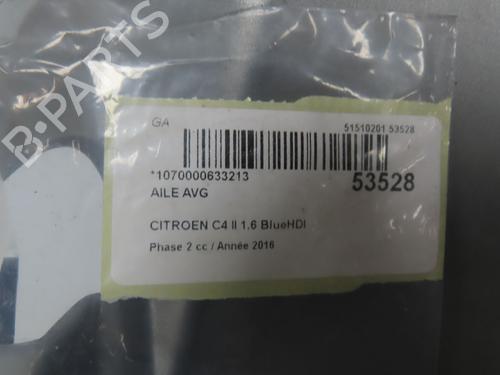 B-PARTS
GA
51510201 53528
*1070000633213
53528
AILE AVG
CITROEN C4 II 1.6 BlueHDI
Phase 2 cc / Année 2016